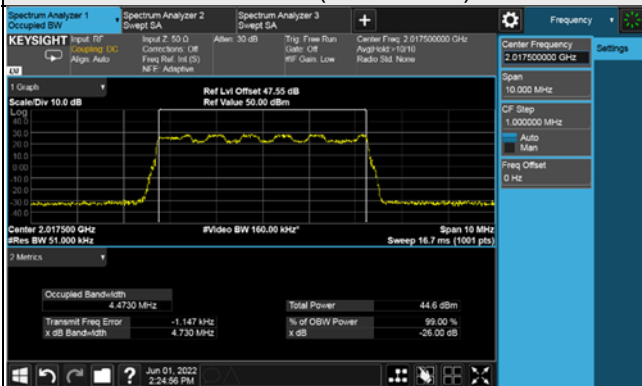 Spectrum Analyzer 1
Occupied BW
Spectrum Analyzer 2
Swept SA
Spectrum Analyzer 3
Swept SA
+
Frequency
KEYSIGHT
Input: RF
Coupling: DC
Align: Auto
Input Z: 50 Ω
Corrections: Off
Freq Ref: Int (S)
NFE: Adaptive
Atten: 30 dB
Trig: Free Run
Gate: Off
#IF Gain: Low
Center Freq: 2.017500000 GHz
Avg|Hold:>10/10
Radio Std: None
Center Frequency
2.017500000 GHz
Settings
Span
10.000 MHz
CF Step
1.000000 MHz
Auto
Man
Freq Offset
0 Hz
1 Graph
Scale/Div 10.0 dB
Ref Lvl Offset 47.55 dB
Ref Value 50.00 dBm
Log
40.0
30.0
20.0
10.0
0.00
-10.0
-20.0
-30.0
-40.0
Center 2.017500 GHz
#Res BW 51.000 kHz
#Video BW 160.00 kHz*
Span 10 MHz
Sweep 16.7 ms (1001 pts)
2 Metrics
Occupied Bandwidth
4.4730 MHz
Total Power
44.6 dBm
Transmit Freq Error
-1.147 kHz
% of OBW Power
99.00 %
x dB Bandwidth
4.730 MHz
x dB
-26.00 dB
?
Jun 01, 2022
2:24:56 PM